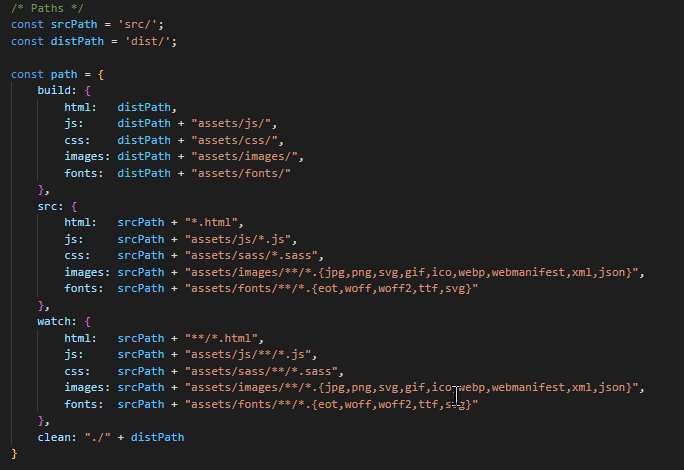 /* Paths */
const srcPath = 'src/';
const distPath = 'dist/';
const path = {
    build: {
        html:   distPath,
        js:     distPath + "assets/js/",
        css:    distPath + "assets/css/",
        images: distPath + "assets/images/",
        fonts:  distPath + "assets/fonts/"
    },
    src: {
        html:   srcPath + "*.html",
        js:     srcPath + "assets/js/*.js",
        css:    srcPath + "assets/sass/*.sass",
        images: srcPath + "assets/images/**/*.{jpg,png,svg,gif,ico,webp,webmanifest,xml,json}",
        fonts:  srcPath + "assets/fonts/**/*.{eot,woff,woff2,ttf,svg}"
    },
    watch: {
        html:   srcPath + "**/*.html",
        js:     srcPath + "assets/js/**/*.js",
        css:    srcPath + "assets/sass/**/*.sass",
        images: srcPath + "assets/images/**/*.{jpg,png,svg,gif,ico,webp,webmanifest,xml,json}",
        fonts:  srcPath + "assets/fonts/**/*.{eot,woff,woff2,ttf,svg}"
    },
    clean: "./" + distPath
}